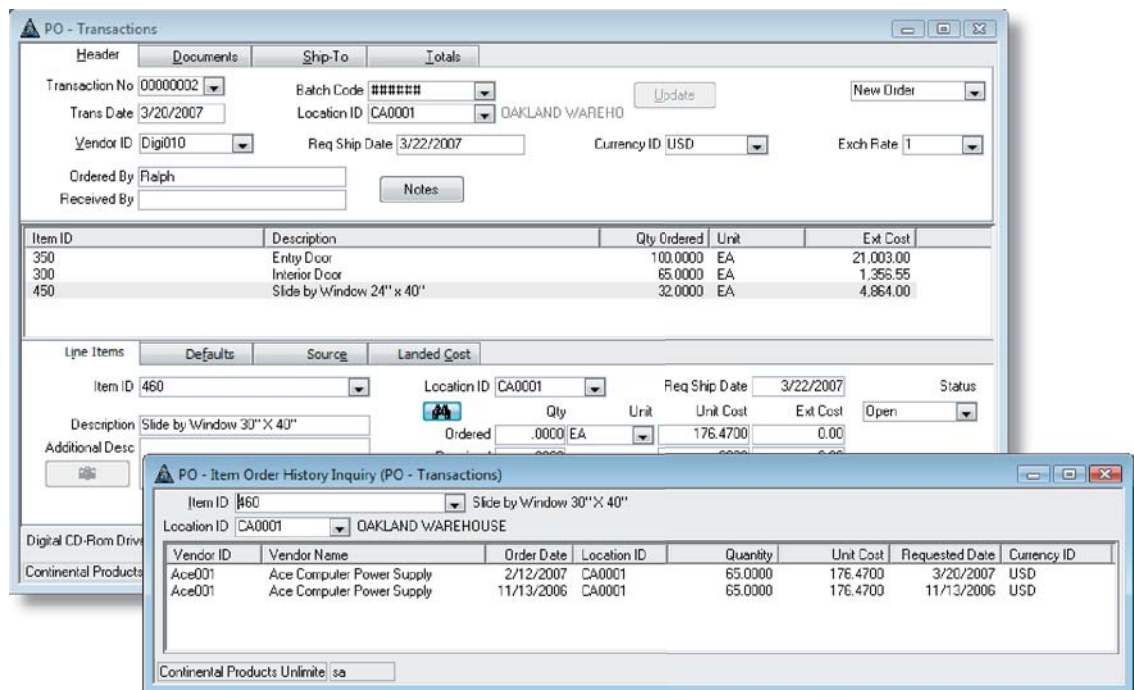 PO - Transactions
Header Documents Ship-To Totals
Transaction No 00000002 Batch Code ###### Update New Order
Trans Date 3/20/2007 Location ID CA0001 OAKLAND WAREHO
Vendor ID Digi010 Req Ship Date 3/22/2007 Currency ID USD Exch Rate 1
Ordered By Ralph
Received By Notes
Item ID Description Qty Ordered Unit Ext Cost
350 Entry Door 100.0000 EA 21,003.00
300 Interior Door 65.0000 EA 1,356.55
450 Slide by Window 24" x 40" 32.0000 EA 4,864.00
Line Items Defaults Source Landed Cost
Item ID 460 Location ID CA0001 Req Ship Date 3/22/2007 Status
Qty Unit Unit Cost Ext Cost Open
Description Slide by Window 30" X 40"
Ordered .0000 EA 176.4700 0.00
Additional Desc
PO - Item Order History Inquiry (PO - Transactions)
Item ID 460 Slide by Window 30" X 40"
Location ID CA0001 OAKLAND WAREHOUSE
Vendor ID Vendor Name Order Date Location ID Quantity Unit Cost Requested Date Currency ID
Ace001 Ace Computer Power Supply 2/12/2007 CA0001 65.0000 176.4700 3/20/2007 USD
Ace001 Ace Computer Power Supply 11/13/2006 CA0001 65.0000 176.4700 11/13/2006 USD
Continental Products Unlimite sa
Digital CD-Rom Drive
Continental Products